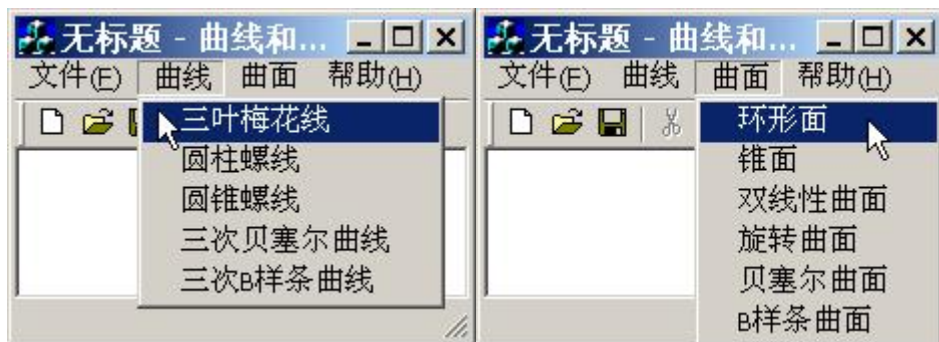 无标题 - 曲线和...
文件(F) 曲线 曲面 帮助(H)
三叶梅花线
圆柱螺线
圆锥螺线
三次贝塞尔曲线
三次B样条曲线
无标题 - 曲线和...
文件(F) 曲线 曲面 帮助(H)
环形面
锥面
双线性曲面
旋转曲面
贝塞尔曲面
B样条曲面